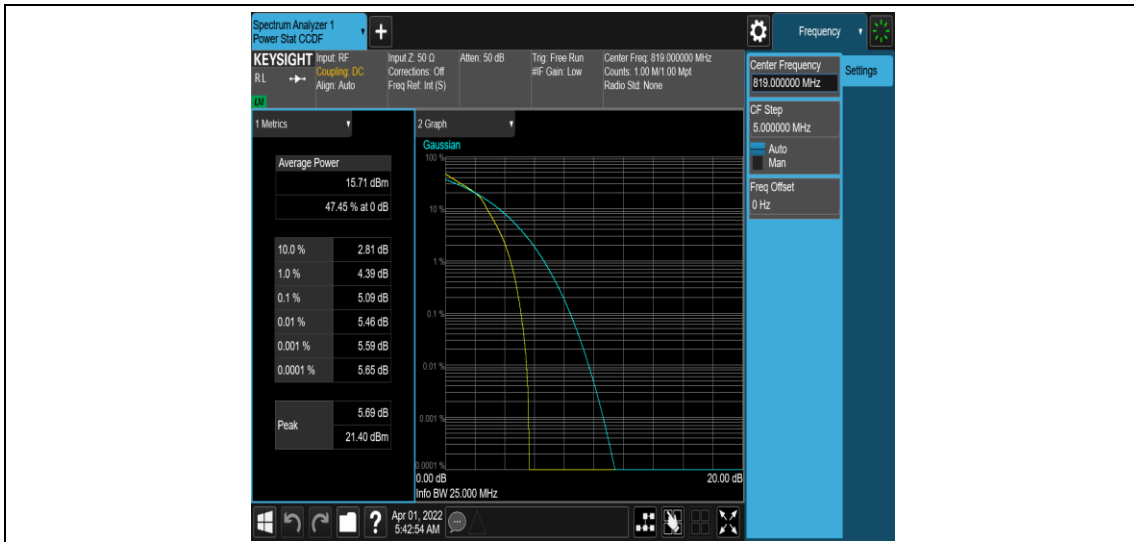 Spectrum Analyzer 1
Power Stat CCDF
+
Frequency
KEYSIGHT
RL
LXI
Input: RF
Coupling: DC
Align: Auto
Input Z: 50 Ω
Corrections: Off
Freq Ref: Int (S)
Atten: 50 dB
Trig: Free Run
#IF Gain: Low
Center Freq: 819.000000 MHz
Counts: 1.00 M/1.00 Mpt
Radio Std: None
Center Frequency
819.000000 MHz
Settings
CF Step
5.000000 MHz
Auto
Man
Freq Offset
0 Hz
1 Metrics
Average Power
15.71 dBm
47.45 % at 0 dB
10.0 % 2.81 dB
1.0 % 4.39 dB
0.1 % 5.09 dB
0.01 % 5.46 dB
0.001 % 5.59 dB
0.0001 % 5.65 dB
Peak
5.69 dB
21.40 dBm
2 Graph
Gaussian
100 %
10 %
1 %
0.1 %
0.01 %
0.001 %
0.0001 %
0.00 dB 20.00 dB
Info BW 25.000 MHz
?
Apr 01, 2022
5:42:54 AM